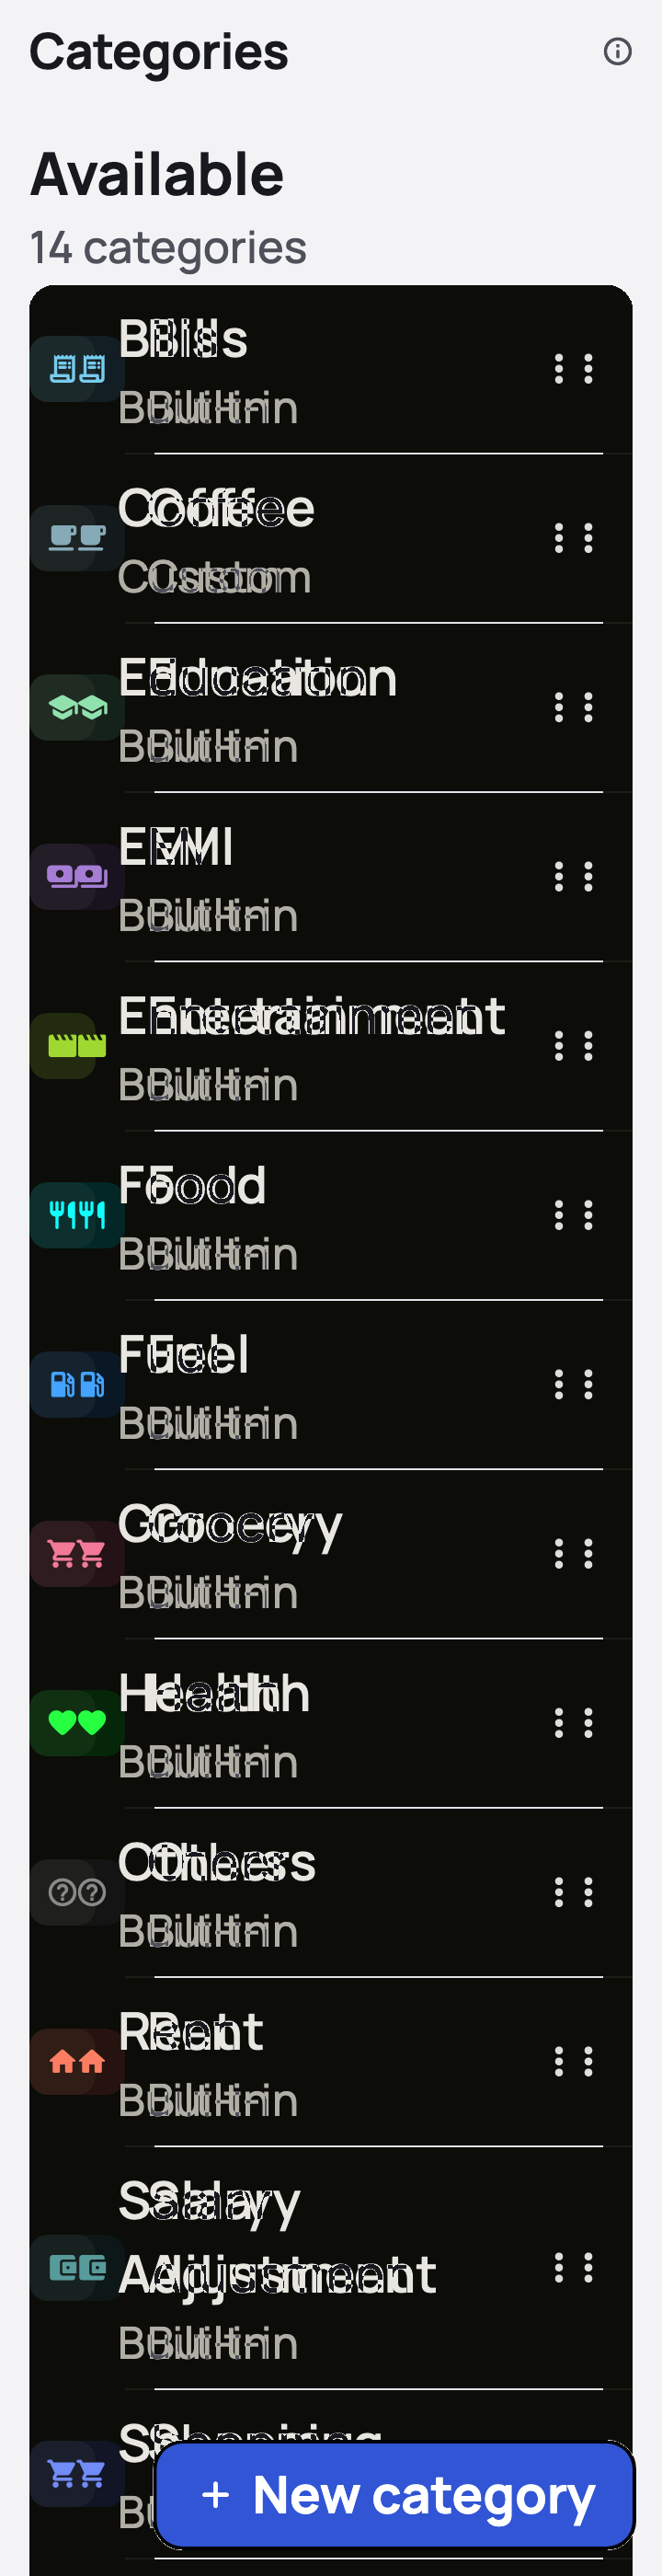 Categories
Available
14 categories
Bills
Built-in
Coffee
Custom
Education
Built-in
EMI
Built-in
Entertainment
Built-in
Food
Built-in
Fuel
Built-in
Grocery
Built-in
Health
Built-in
Others
Built-in
Rent
Built-in
Salary
Adjustment
Built-in
Shopping
+ New category